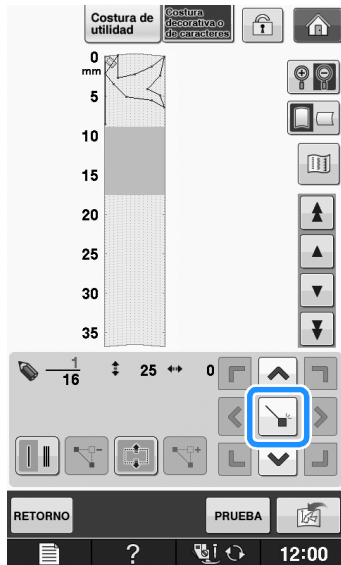 Costura de
utilidad
Costura
decorativa o
de caracteres
0
mm
5
10
15
20
25
30
35
1
16
25
0
RETORNO
PRUEBA
?
12:00